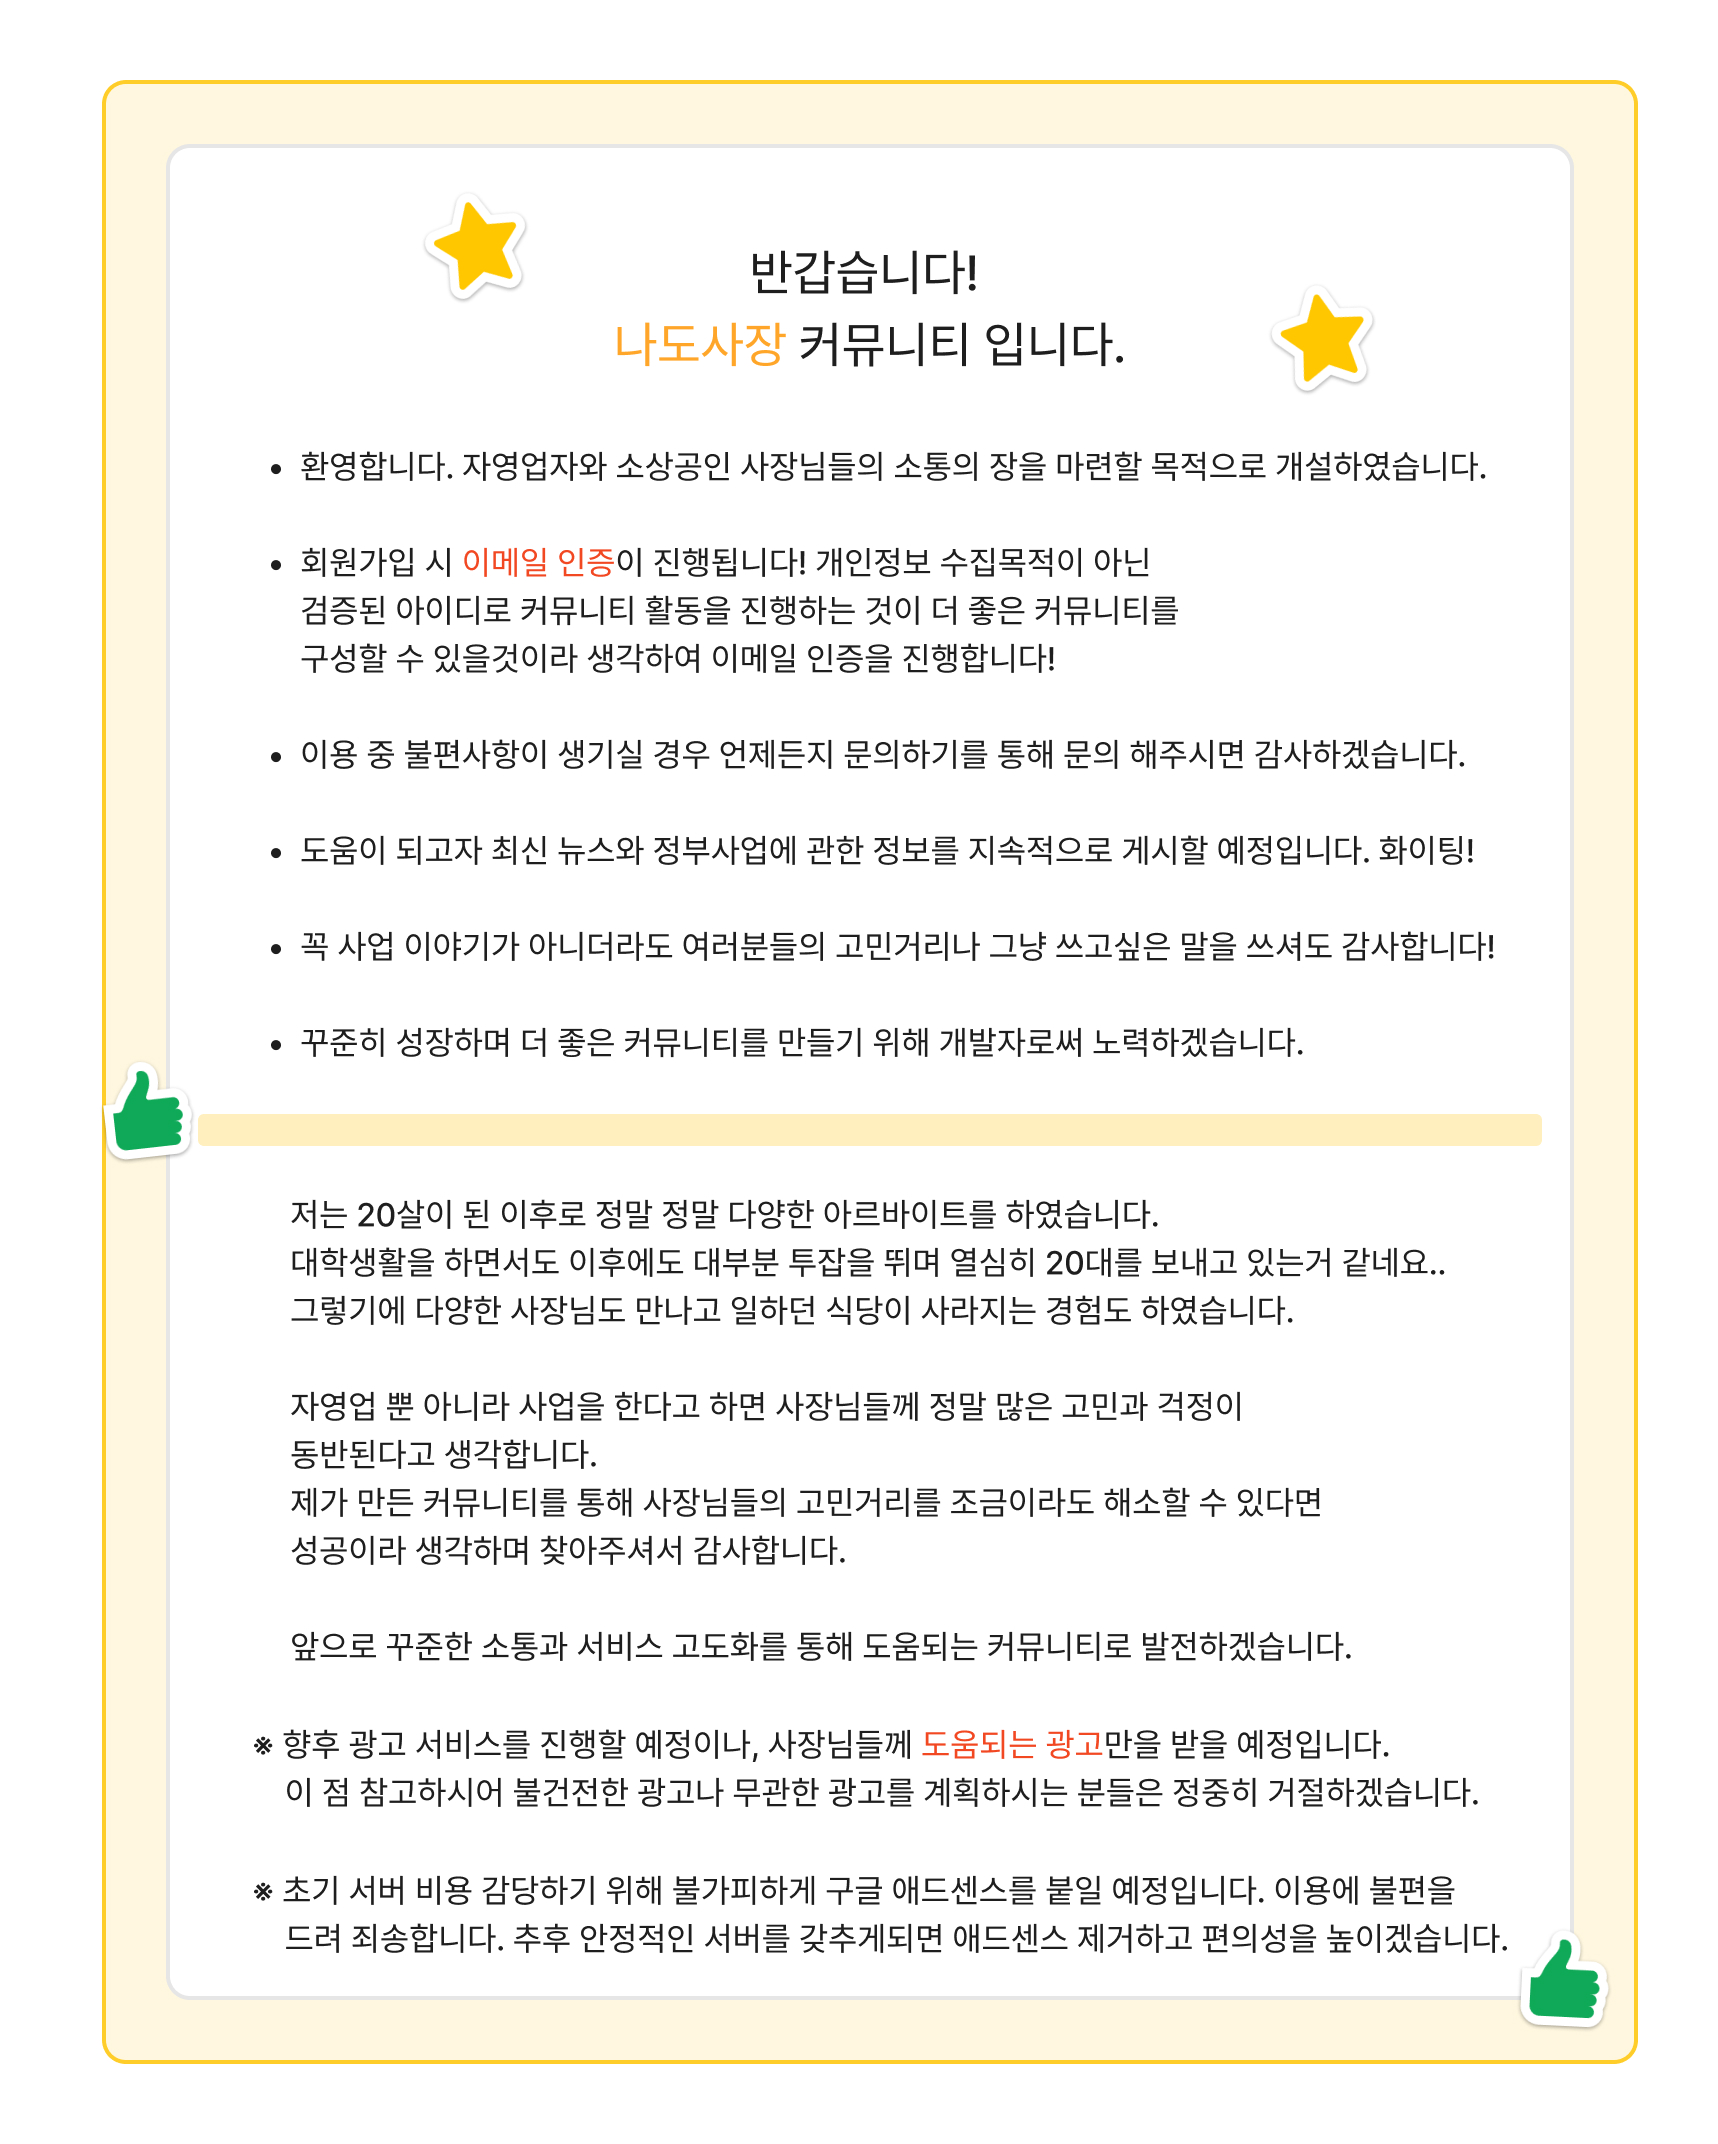 반갑습니다!
나도사장 커뮤니티 입니다.
• 환영합니다. 자영업자와 소상공인 사장님들의 소통의 장을 마련할 목적으로 개설하였습니다.
• 회원가입 시 이메일 인증이 진행됩니다! 개인정보 수집목적이 아닌
검증된 아이디로 커뮤니티 활동을 진행하는 것이 더 좋은 커뮤니티를
구성할 수 있을것이라 생각하여 이메일 인증을 진행합니다!
• 이용 중 불편사항이 생기실 경우 언제든지 문의하기를 통해 문의 해주시면 감사하겠습니다.
• 도움이 되고자 최신 뉴스와 정부사업에 관한 정보를 지속적으로 게시할 예정입니다. 화이팅!
• 꼭 사업 이야기가 아니더라도 여러분들의 고민거리나 그냥 쓰고싶은 말을 쓰셔도 감사합니다!
• 꾸준히 성장하며 더 좋은 커뮤니티를 만들기 위해 개발자로써 노력하겠습니다.
저는 20살이 된 이후로 정말 정말 다양한 아르바이트를 하였습니다.
대학생활을 하면서도 이후에도 대부분 투잡을 뛰며 열심히 20대를 보내고 있는거 같네요..
그렇기에 다양한 사장님도 만나고 일하던 식당이 사라지는 경험도 하였습니다.
자영업 뿐 아니라 사업을 한다고 하면 사장님들께 정말 많은 고민과 걱정이
동반된다고 생각합니다.
제가 만든 커뮤니티를 통해 사장님들의 고민거리를 조금이라도 해소할 수 있다면
성공이라 생각하며 찾아주셔서 감사합니다.
앞으로 꾸준한 소통과 서비스 고도화를 통해 도움되는 커뮤니티로 발전하겠습니다.
※ 향후 광고 서비스를 진행할 예정이나, 사장님들께 도움되는 광고만을 받을 예정입니다.
이 점 참고하시어 불건전한 광고나 무관한 광고를 계획하시는 분들은 정중히 거절하겠습니다.
※ 초기 서버 비용 감당하기 위해 불가피하게 구글 애드센스를 붙일 예정입니다. 이용에 불편을
드려 죄송합니다. 추후 안정적인 서버를 갖추게되면 애드센스 제거하고 편의성을 높이겠습니다.